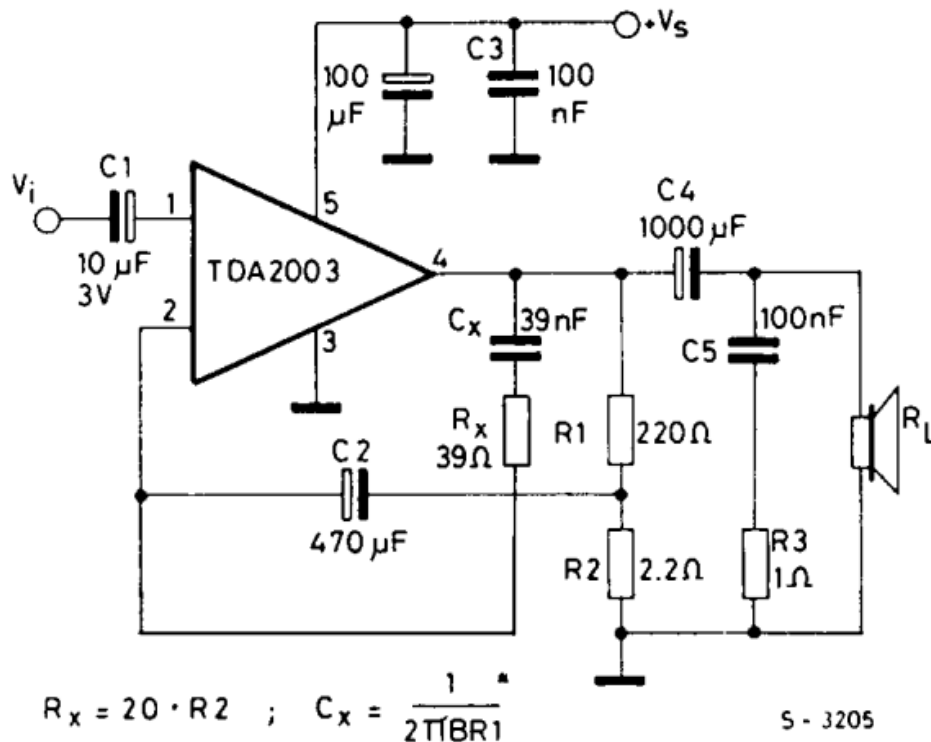 +Vs
C3
100 µF
100 nF
C1
Vi
1
5
C4
1000 µF
10 µF
3V
TDA2003
4
2
3
Cx
39nF
100nF
C5
Rx
39Ω
R1
220Ω
RL
C2
470 µF
R2
2.2Ω
R3
1Ω
Rx = 20 · R2 ; Cx = 1 / 2πBR1 *
S - 3205